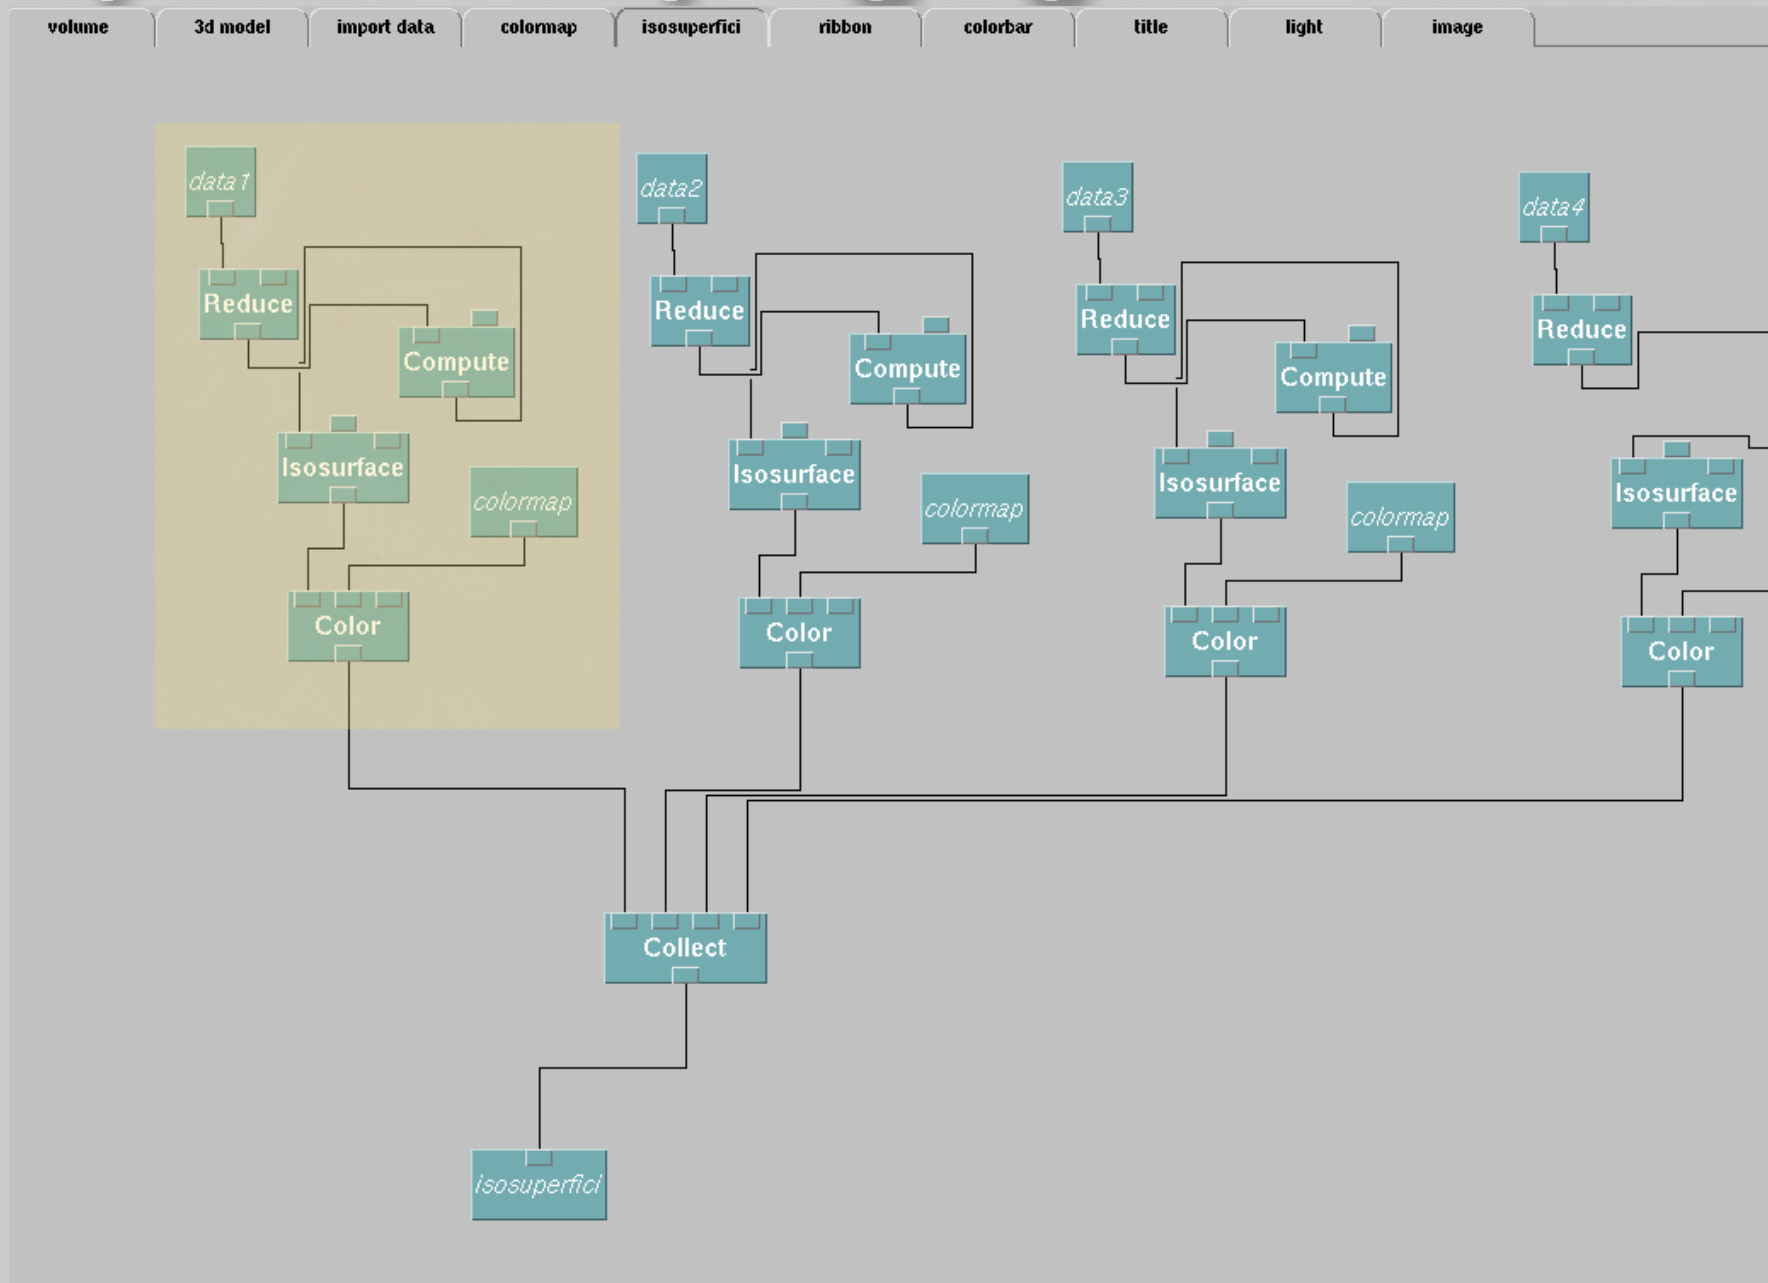 volume 3d model import data colormap isosuperfici ribbon colorbar title light image
data1 data2 data3 data4
Reduce Reduce Reduce Reduce
Compute Compute Compute
Isosurface Isosurface Isosurface Isosurface
colormap colormap colormap
Color Color Color Color
Collect
isosuperfici